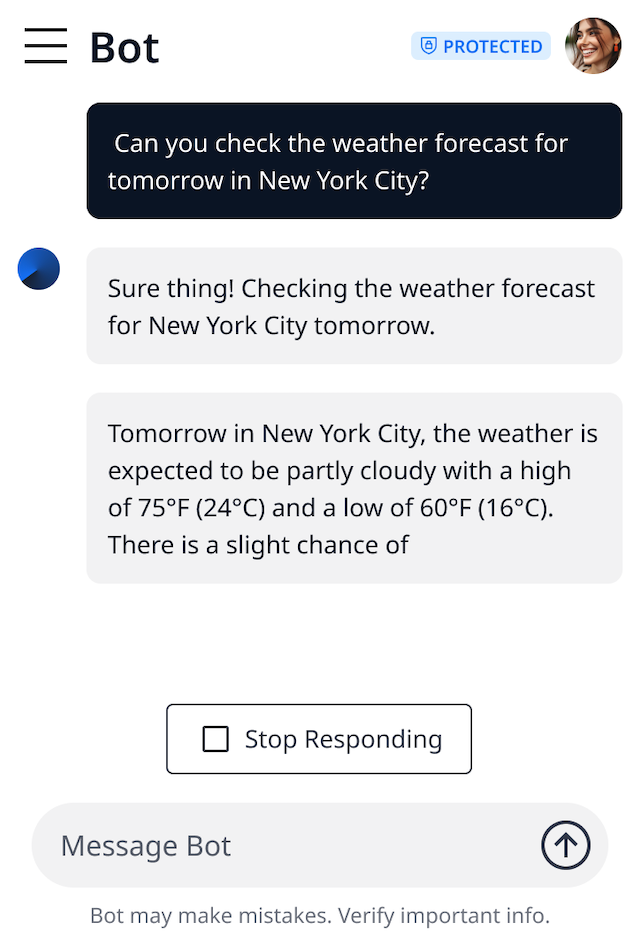 Bot
PROTECTED
Can you check the weather forecast for
tomorrow in New York City?
Sure thing! Checking the weather forecast
for New York City tomorrow.
Tomorrow in New York City, the weather is
expected to be partly cloudy with a high
of 75°F (24°C) and a low of 60°F (16°C).
There is a slight chance of
Stop Responding
Message Bot
Bot may make mistakes. Verify important info.